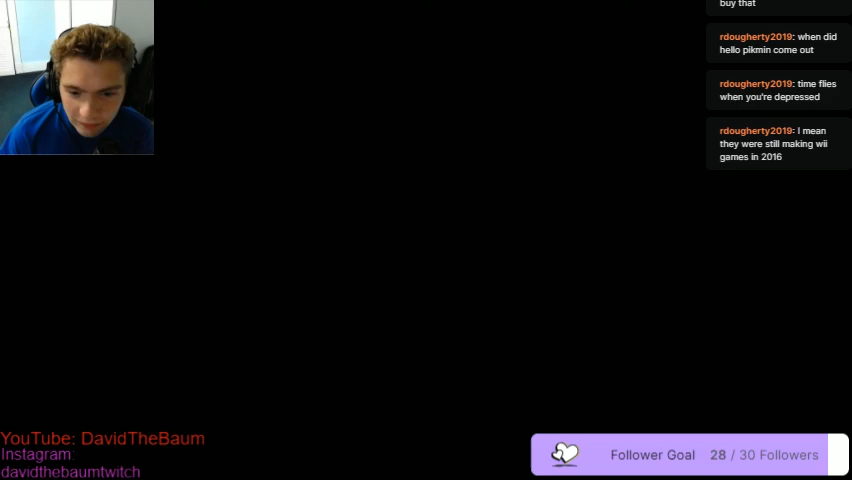 buy that
rdougherty2019: when did
hello pikmin come out
rdougherty2019: time flies
when you're depressed
rdougherty2019: I mean
they were still making wii
games in 2016
YouTube: DavidTheBaum
Instagram:
davidthebaumtwitch
Follower Goal 28 / 30 Followers